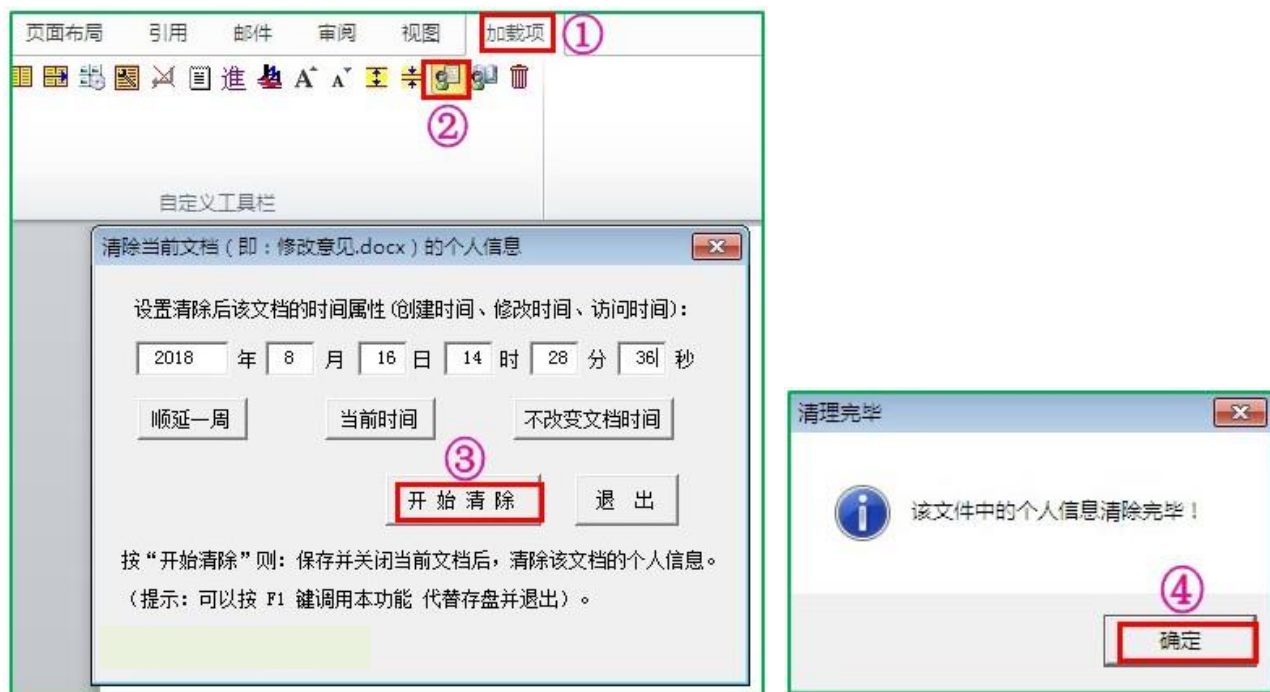 页面布局 引用 邮件 审阅 视图 加载项 ①
進 A A
②
自定义工具栏
清除当前文档（即：修改意见.docx）的个人信息
设置清除后该文档的时间属性(创建时间、修改时间、访问时间)：
2018 年 8 月 16 日 14 时 28 分 36 秒
顺延一周 当前时间 不改变文档时间
③
开 始 清 除 退 出
按“开始清除”则：保存并关闭当前文档后，清除该文档的个人信息。
（提示：可以按 F1 键调用本功能 代替存盘并退出）。
清理完毕
该文件中的个人信息清除完毕！
④
确定